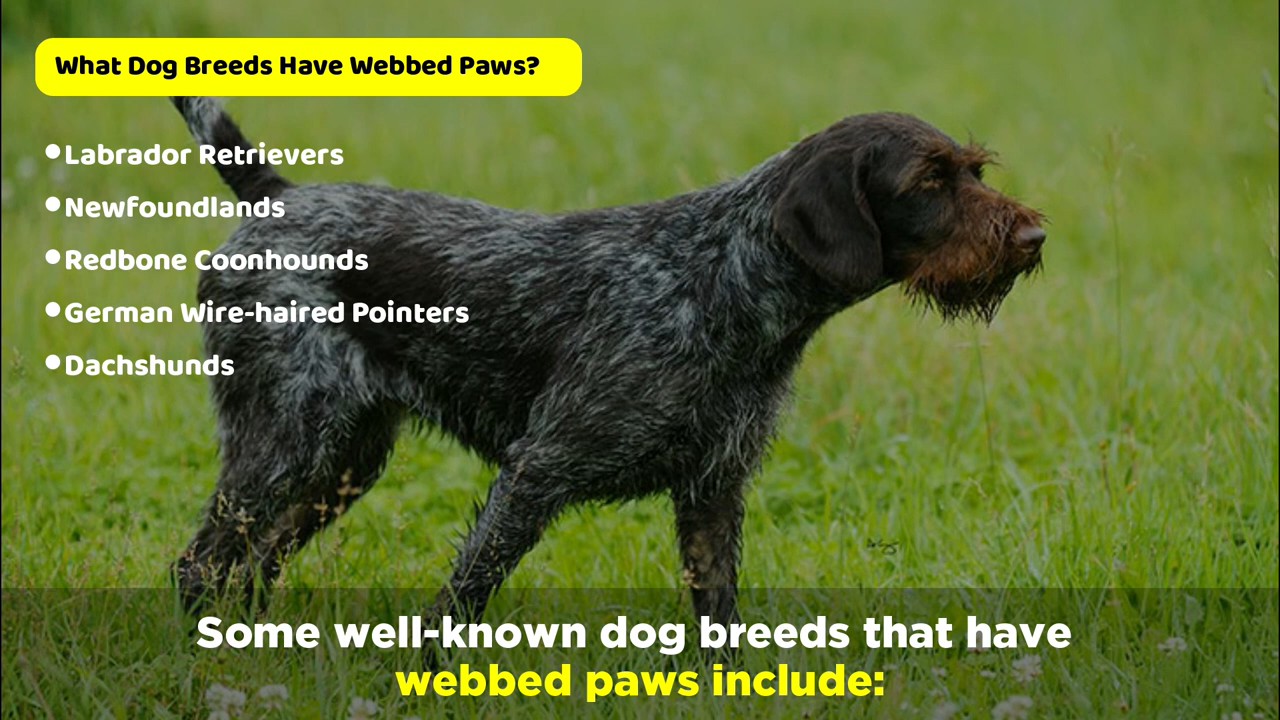 What Dog Breeds Have Webbed Paws?
•Labrador Retrievers
•Newfoundlands
•Redbone Coonhounds
•German Wire-haired Pointers
•Dachshunds
Some well-known dog breeds that have
webbed paws include: